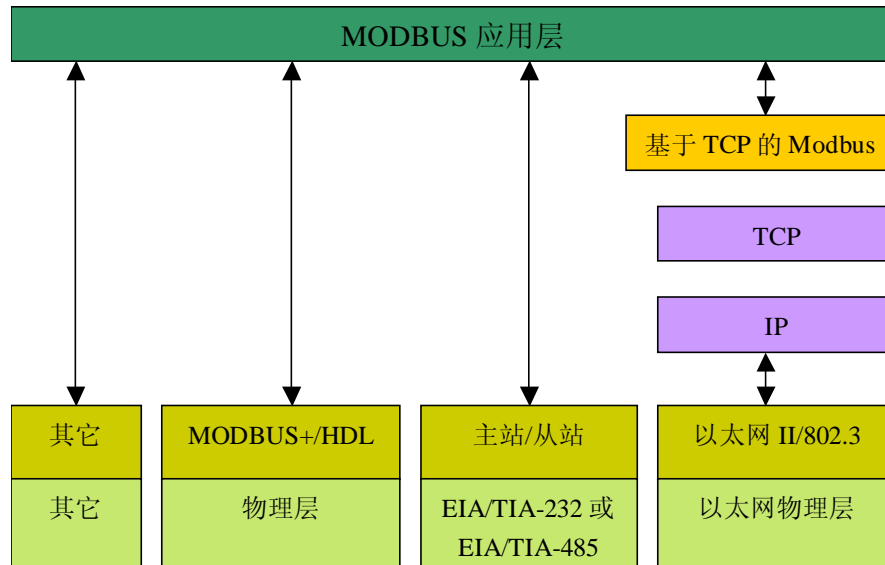 MODBUS 应用层
基于 TCP 的 Modbus
TCP
IP
其它
MODBUS+/HDL
主站/从站
以太网 II/802.3
其它
物理层
EIA/TIA-232 或
EIA/TIA-485
以太网物理层